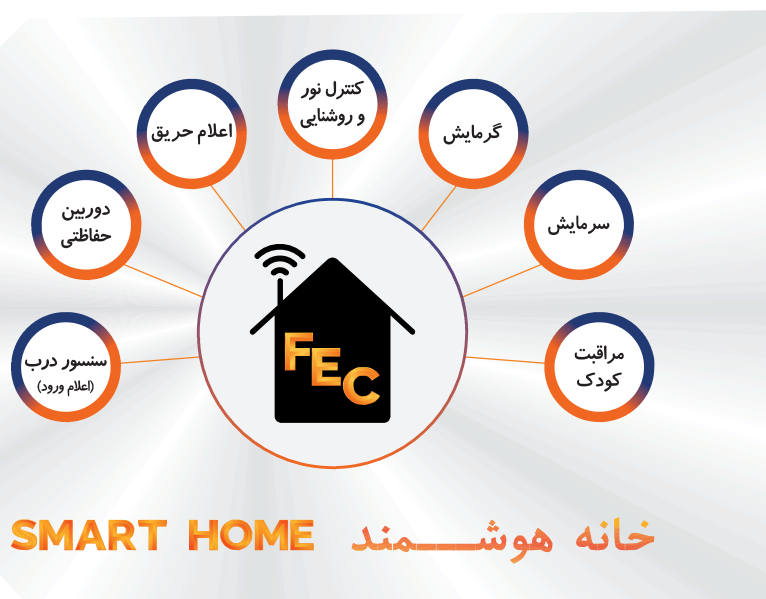 کنترل نور
و روشنایی
اعلام حریق
گرمایش
دوربین
حفاظتی
سرمایش
سنسور درب
(اعلام ورود)
مراقبت
کودک
FEC
SMART HOME
خانه هوشـــمند